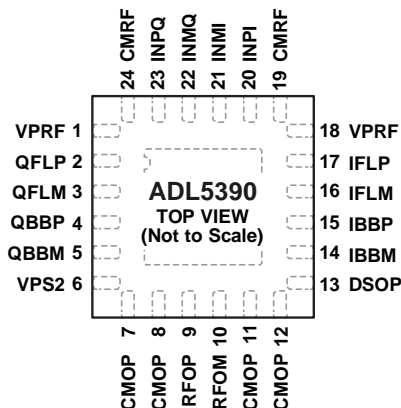 24 CMRF
23 INPQ
22 INMQ
21 INMI
20 INPI
19 CMRF
VPRF 1
QFLP 2
QFLM 3
QBBP 4
QBBM 5
VPS2 6
ADL5390
TOP VIEW
(Not to Scale)
18 VPRF
17 IFLP
16 IFLM
15 IBBP
14 IBBM
13 DSOP
CMOP 7
CMOP 8
RFOP 9
RFOM 10
CMOP 11
CMOP 12